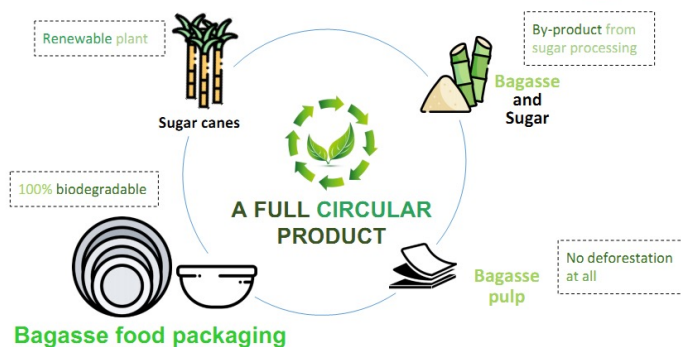 Renewable plant
Sugar canes
By-product from
sugar processing
Bagasse
and
Sugar
A FULL CIRCULAR
PRODUCT
100% biodegradable
Bagasse food packaging
Bagasse
pulp
No deforestation
at all